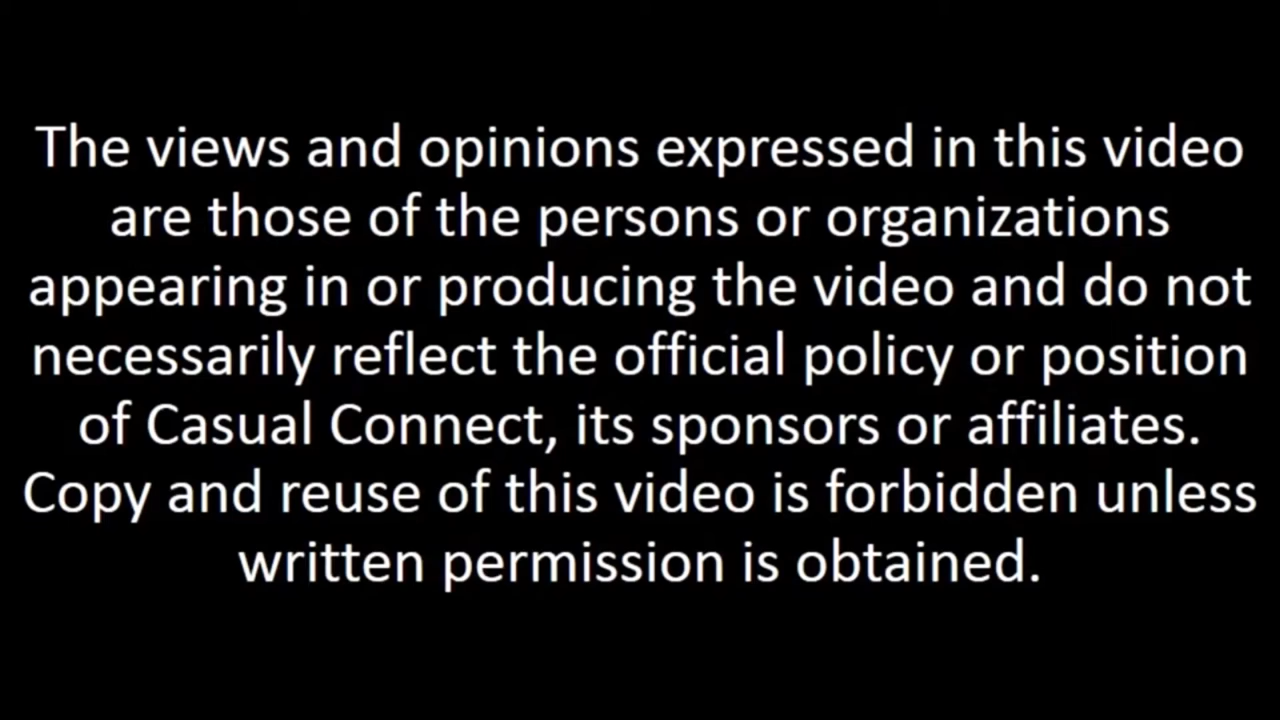 The views and opinions expressed in this video
are those of the persons or organizations
appearing in or producing the video and do not
necessarily reflect the official policy or position
of Casual Connect, its sponsors or affiliates.
Copy and reuse of this video is forbidden unless
written permission is obtained.